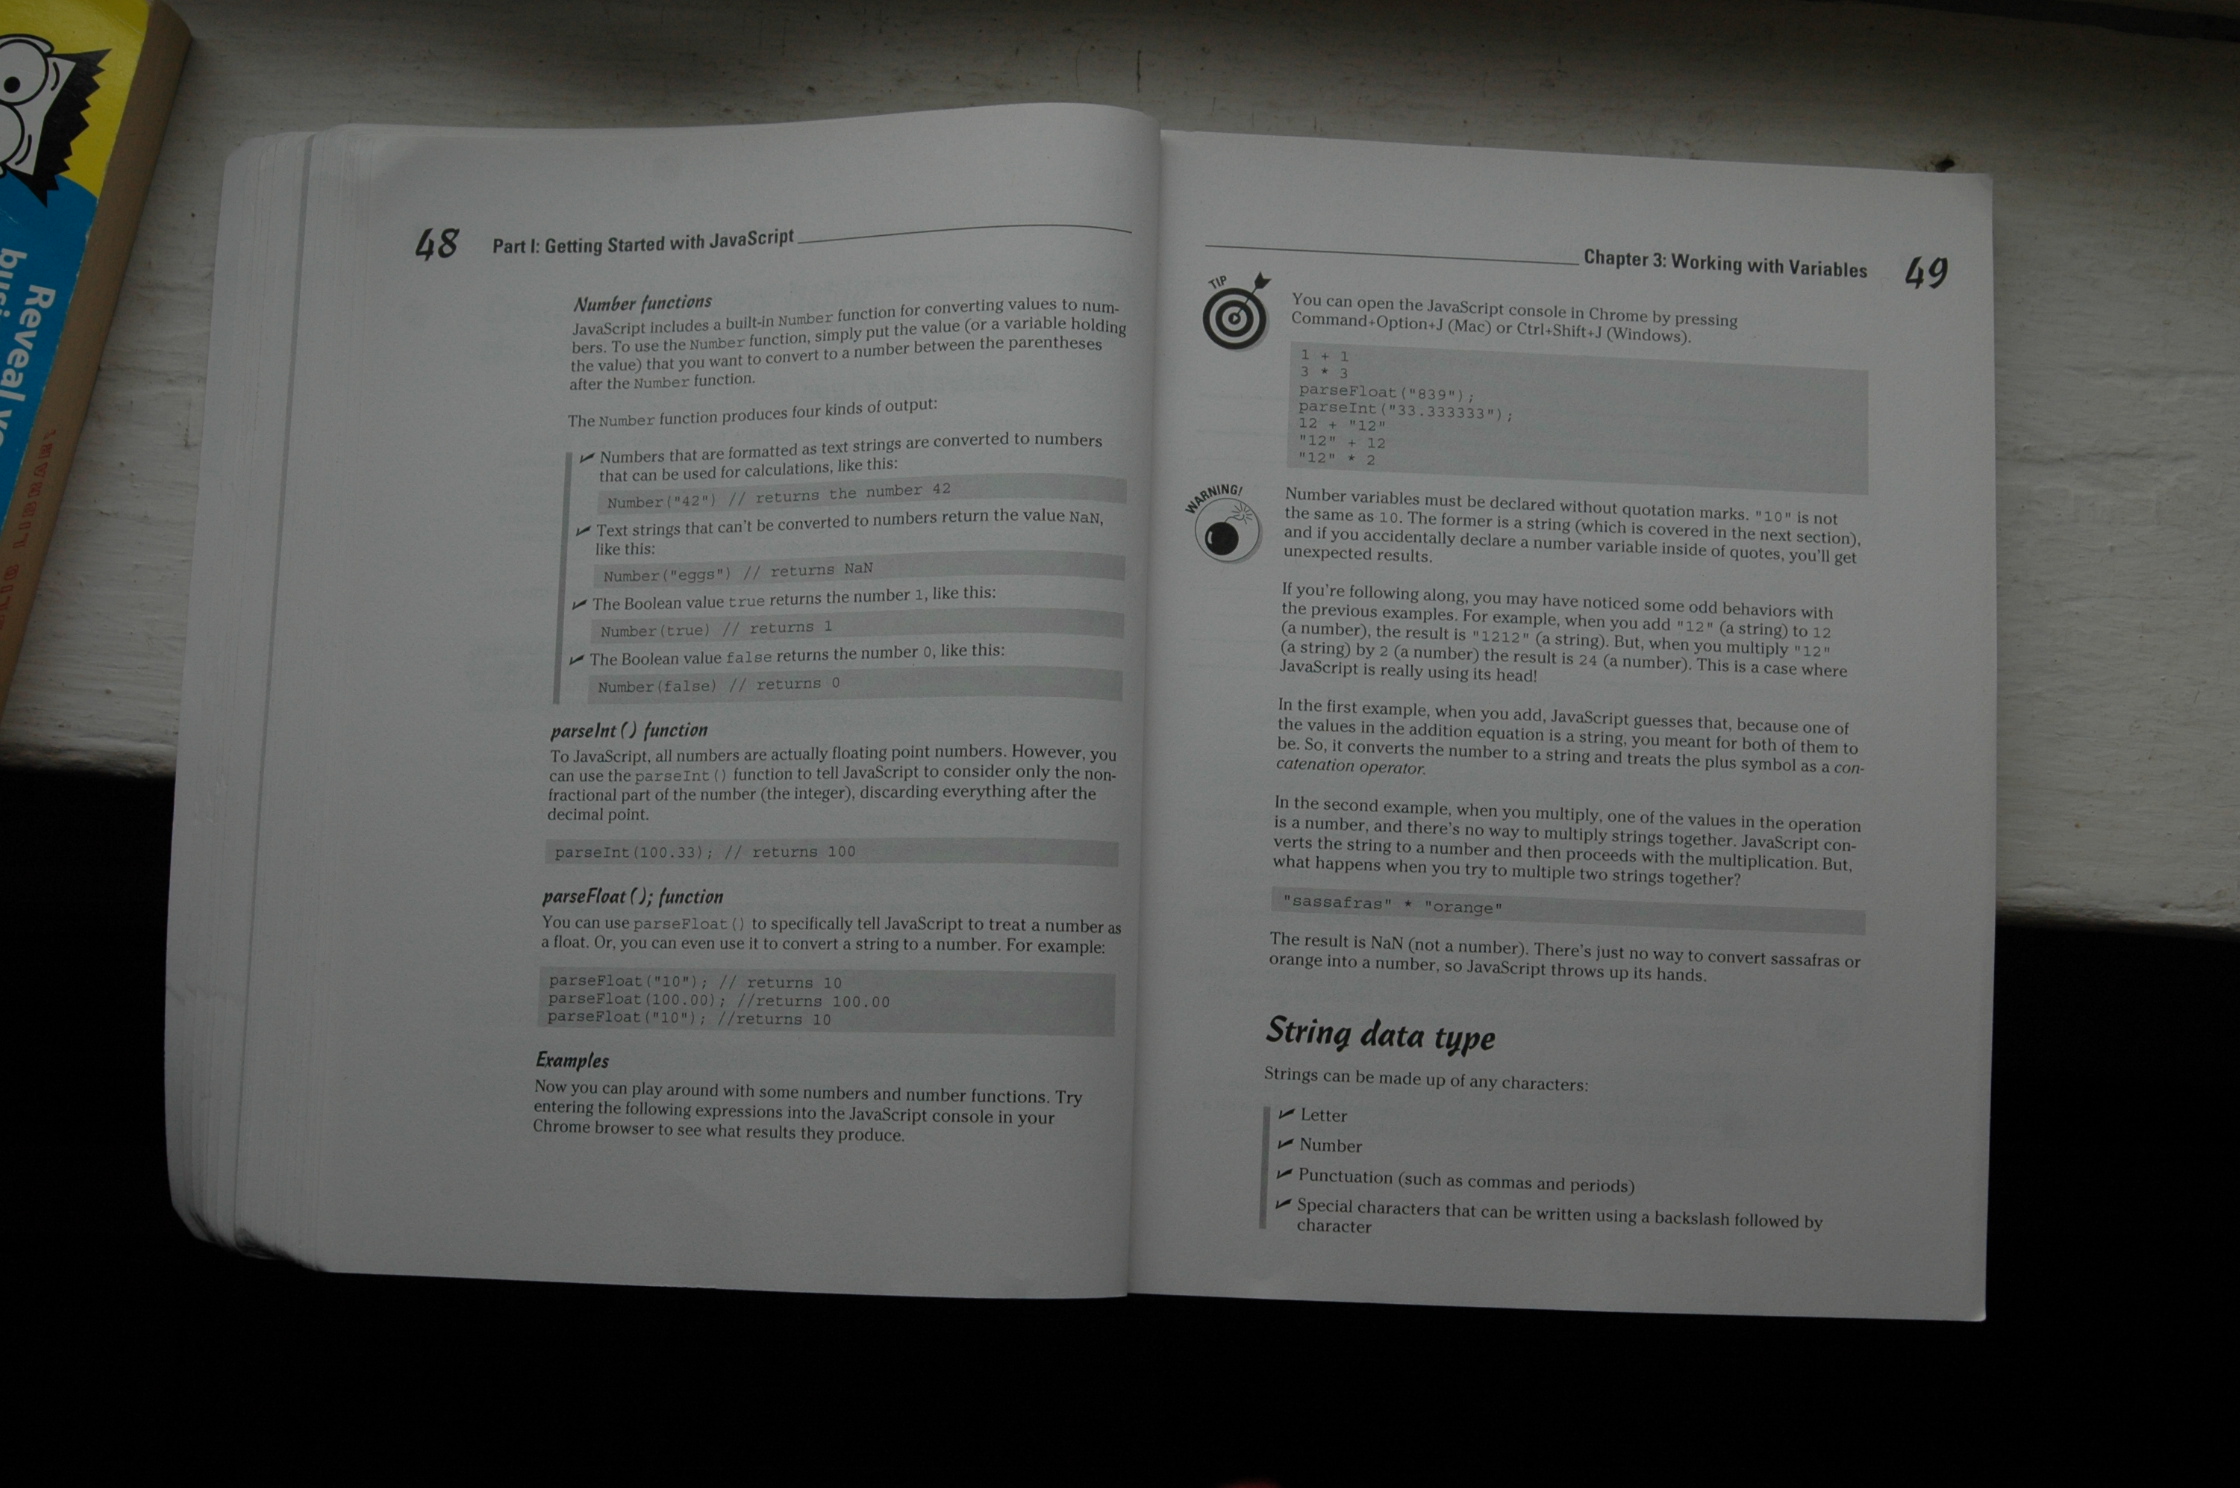 Reveal
48 Part I: Getting Started with JavaScript
Number functions
JavaScript includes a built-in Number function for converting values to num-
bers. To use the Number function, simply put the value (or a variable holding
the value) that you want to convert to a number between the parentheses
after the Number function.
The Number function produces four kinds of output:
✓ Numbers that are formatted as text strings are converted to numbers
that can be used for calculations, like this:
Number("42") // returns the number 42
✓ Text strings that can't be converted to numbers return the value NaN,
like this:
Number("eggs") // returns NaN
✓ The Boolean value true returns the number 1, like this:
Number(true) // returns 1
✓ The Boolean value false returns the number 0, like this:
Number(false) // returns 0
parseInt() function
To JavaScript, all numbers are actually floating point numbers. However, you
can use the parseInt() function to tell JavaScript to consider only the non-
fractional part of the number (the integer), discarding everything after the
decimal point.
parseInt(100.33); // returns 100
parseFloat(); function
You can use parseFloat() to specifically tell JavaScript to treat a number as
a float. Or, you can even use it to convert a string to a number. For example:
parseFloat("10"); // returns 10
parseFloat(100.00); //returns 100.00
parseFloat("10"); //returns 10
Examples
Now you can play around with some numbers and number functions. Try
entering the following expressions into the JavaScript console in your
Chrome browser to see what results they produce.
Chapter 3: Working with Variables 49
TIP
You can open the JavaScript console in Chrome by pressing
Command+Option+J (Mac) or Ctrl+Shift+J (Windows).
1 + 1
3 * 3
parseFloat("839");
parseInt("33.333333");
12 + "12"
"12" + 12
"12" * 2
WARNING!
Number variables must be declared without quotation marks. "10" is not
the same as 10. The former is a string (which is covered in the next section),
and if you accidentally declare a number variable inside of quotes, you'll get
unexpected results.
If you're following along, you may have noticed some odd behaviors with
the previous examples. For example, when you add "12" (a string) to 12
(a number), the result is "1212" (a string). But, when you multiply "12"
(a string) by 2 (a number) the result is 24 (a number). This is a case where
JavaScript is really using its head!
In the first example, when you add, JavaScript guesses that, because one of
the values in the addition equation is a string, you meant for both of them to
be. So, it converts the number to a string and treats the plus symbol as a con-
catenation operator.
In the second example, when you multiply, one of the values in the operation
is a number, and there's no way to multiply strings together. JavaScript con-
verts the string to a number and then proceeds with the multiplication. But,
what happens when you try to multiple two strings together?
"sassafras" * "orange"
The result is NaN (not a number). There's just no way to convert sassafras or
orange into a number, so JavaScript throws up its hands.
String data type
Strings can be made up of any characters:
✓ Letter
✓ Number
✓ Punctuation (such as commas and periods)
✓ Special characters that can be written using a backslash followed by
character